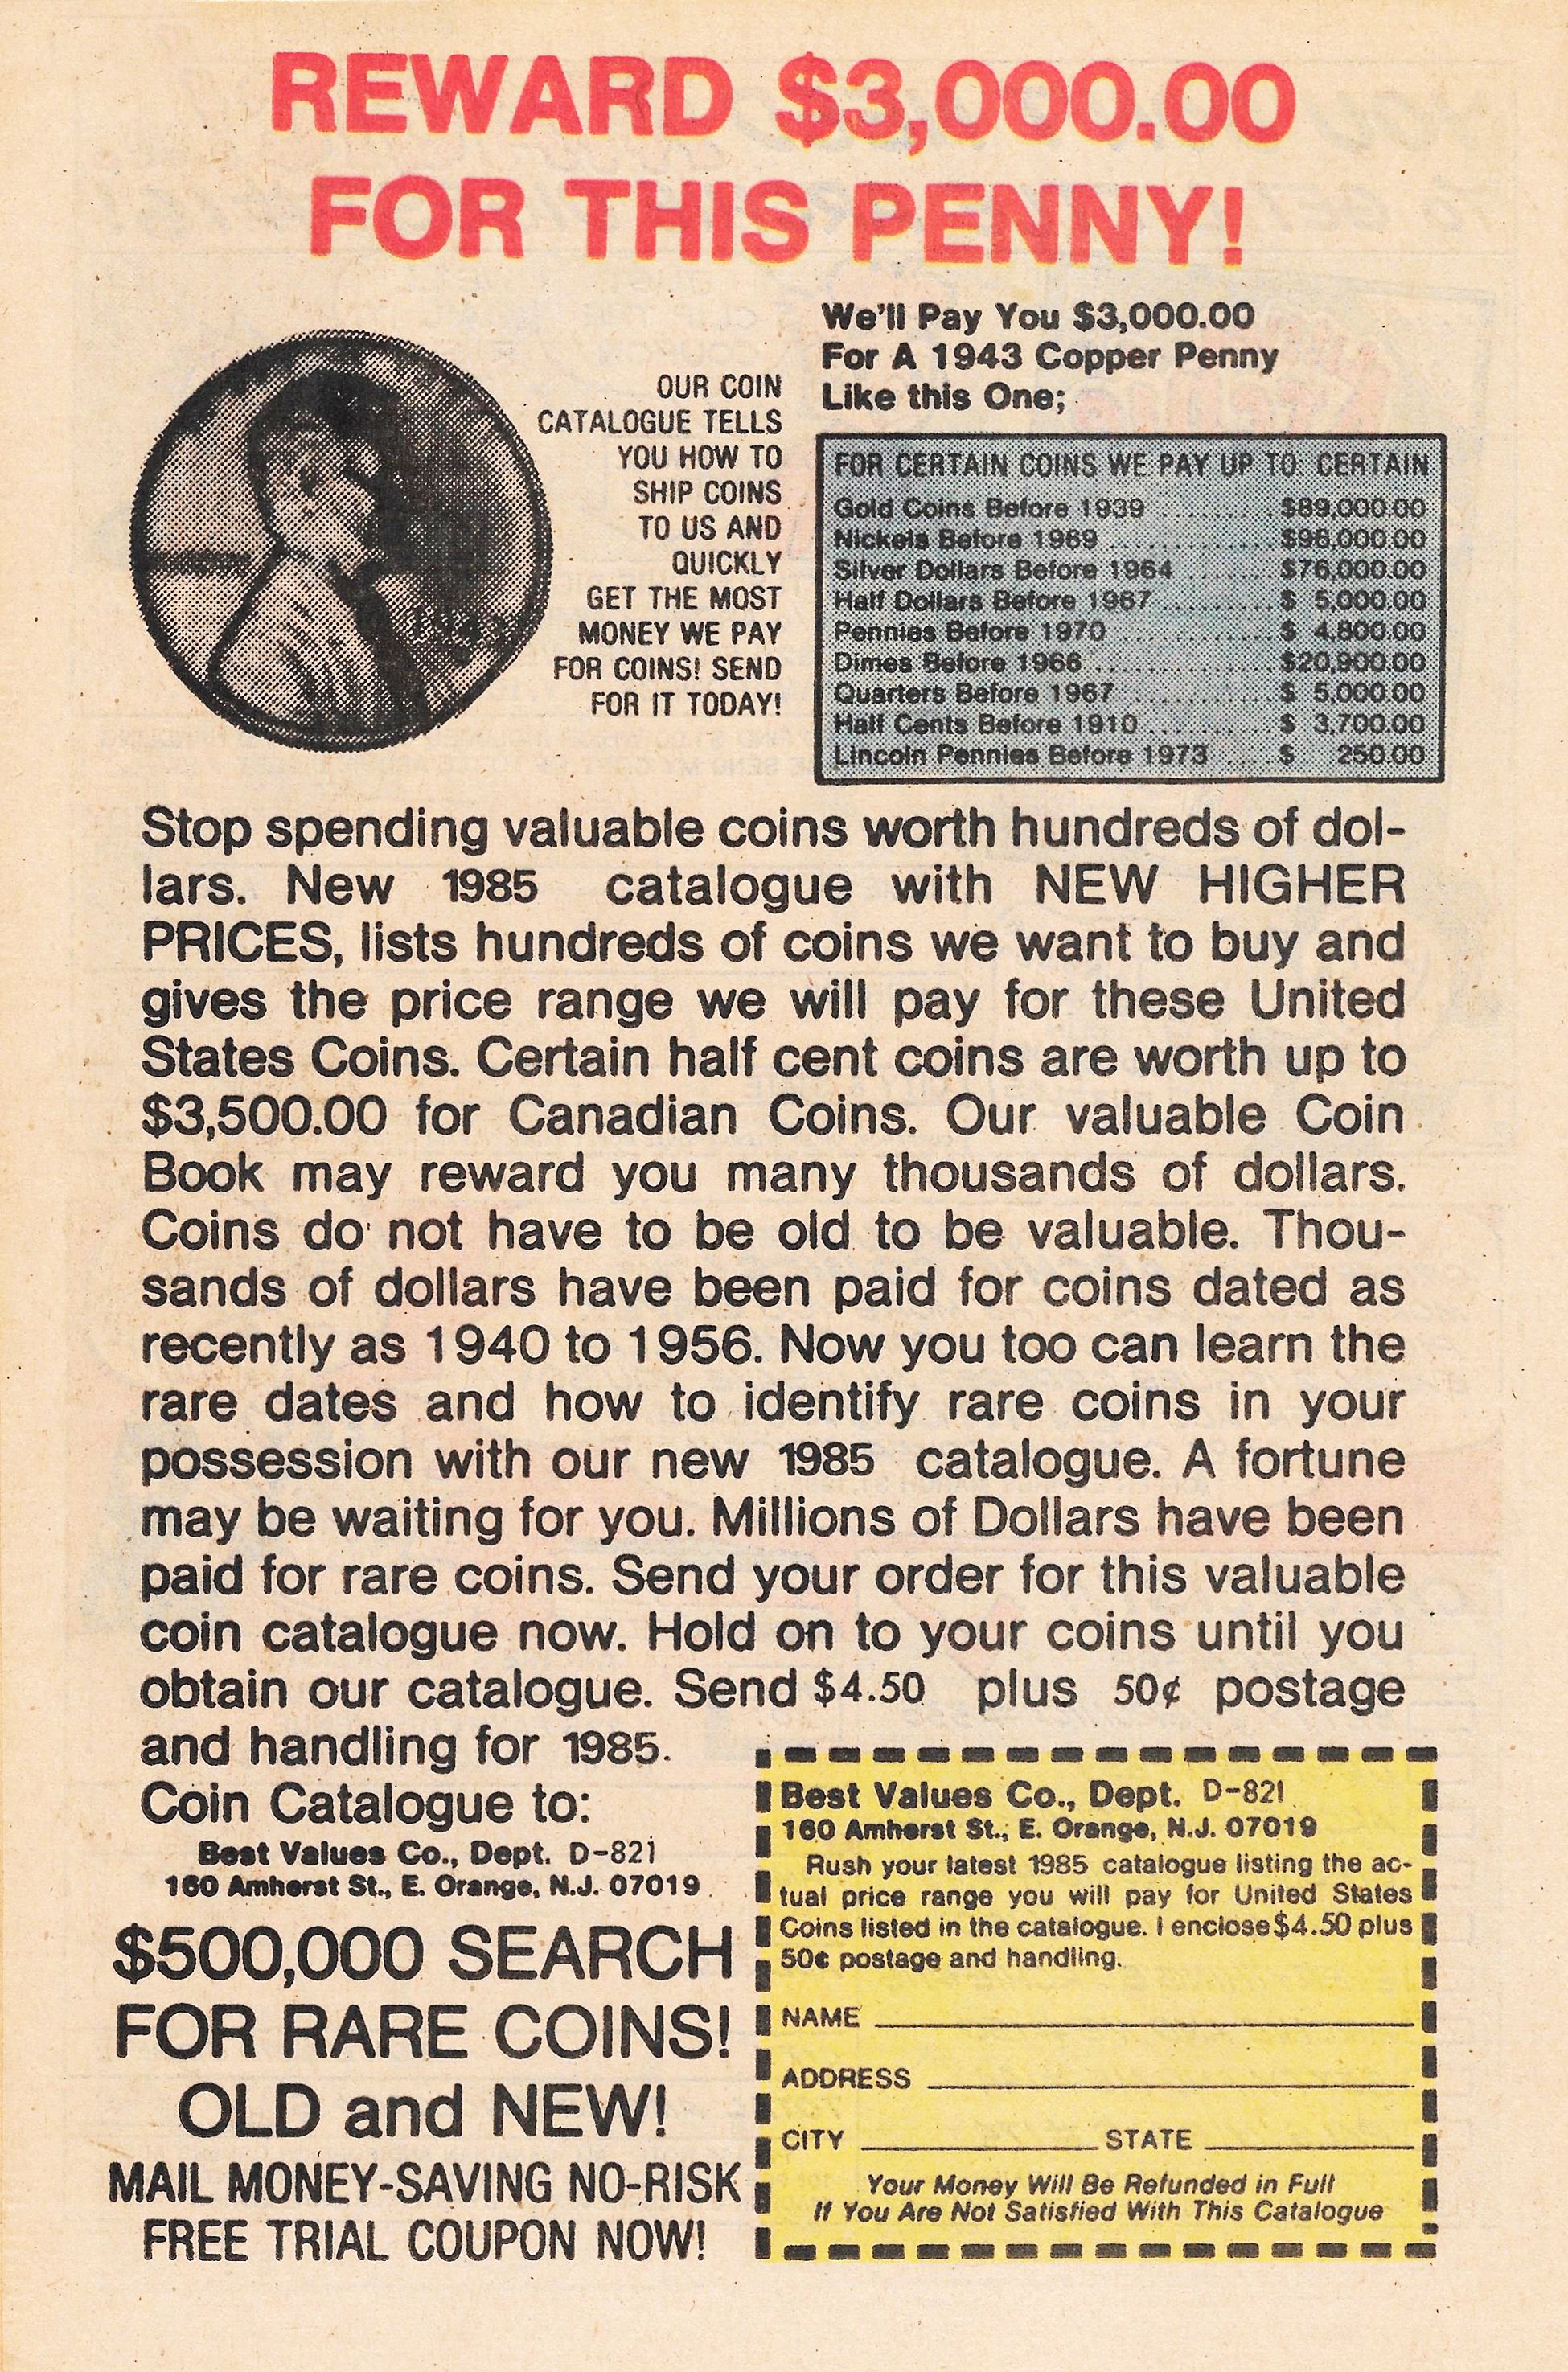 REWARD $3,000.00
FOR THIS PENNY!
We'll Pay You $3,000.00
For A 1943 Copper Penny
Like this One;
OUR COIN
CATALOGUE TELLS
YOU HOW TO
SHIP COINS
TO US AND
QUICKLY
GET THE MOST
MONEY WE PAY
FOR COINS! SEND
FOR IT TODAY!
FOR CERTAIN COINS WE PAY UP TO: CERTAIN
Gold Coins Before 1939 .......... $89,000.00
Nickels Before 1969 .............. $98,000.00
Silver Dollars Before 1964 ....... $76,000.00
Half Dollars Before 1967 .......... $ 5,000.00
Pennies Before 1970 ............ $ 4,800.00
Dimes Before 1966 .............. $20,900.00
Quarters Before 1967 ............ $ 5,000.00
Half Cents Before 1910 .......... $ 3,700.00
Lincoln Pennies Before 1973 .... $ 250.00
Stop spending valuable coins worth hundreds of dol-
lars. New 1985 catalogue with NEW HIGHER
PRICES, lists hundreds of coins we want to buy and
gives the price range we will pay for these United
States Coins. Certain half cent coins are worth up to
$3,500.00 for Canadian Coins. Our valuable Coin
Book may reward you many thousands of dollars.
Coins do not have to be old to be valuable. Thou-
sands of dollars have been paid for coins dated as
recently as 1940 to 1956. Now you too can learn the
rare dates and how to identify rare coins in your
possession with our new 1985 catalogue. A fortune
may be waiting for you. Millions of Dollars have been
paid for rare coins. Send your order for this valuable
coin catalogue now. Hold on to your coins until you
obtain our catalogue. Send $4.50 plus 50¢ postage
and handling for 1985.
Coin Catalogue to:
Best Values Co., Dept. D-821
160 Amherst St., E. Orange, N.J. 07019
$500,000 SEARCH
FOR RARE COINS!
OLD and NEW!
MAIL MONEY-SAVING NO-RISK
FREE TRIAL COUPON NOW!
Best Values Co., Dept. D-821
160 Amherst St., E. Orange, N.J. 07019
Rush your latest 1985 catalogue listing the ac-
tual price range you will pay for United States
Coins listed in the catalogue. I enclose $4.50 plus
50¢ postage and handling.
NAME
ADDRESS
CITY STATE
Your Money Will Be Refunded in Full
If You Are Not Satisfied With This Catalogue